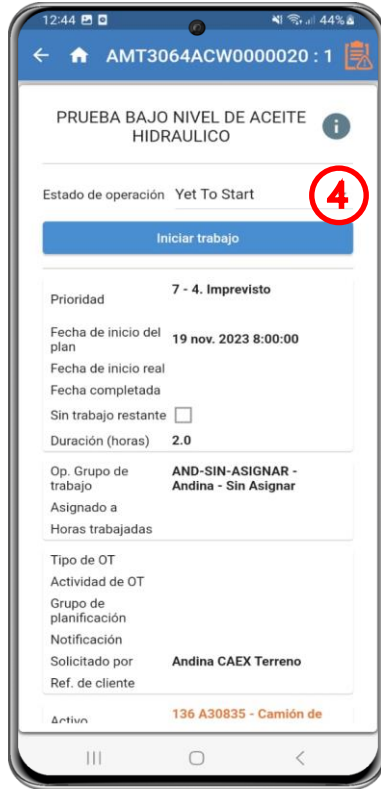 12:44 44%
AMT3064ACW0000020 : 1
PRUEBA BAJO NIVEL DE ACEITE
HIDRAULICO
i
Estado de operación Yet To Start
4
Iniciar trabajo
Prioridad 7 - 4. Imprevisto
Fecha de inicio del
plan 19 nov. 2023 8:00:00
Fecha de inicio real
Fecha completada
Sin trabajo restante
Duración (horas) 2.0
Op. Grupo de AND-SIN-ASIGNAR -
trabajo Andina - Sin Asignar
Asignado a
Horas trabajadas
Tipo de OT
Actividad de OT
Grupo de
planificación
Notificación
Solicitado por Andina CAEX Terreno
Ref. de cliente
Activo 136 A30835 - Camión de